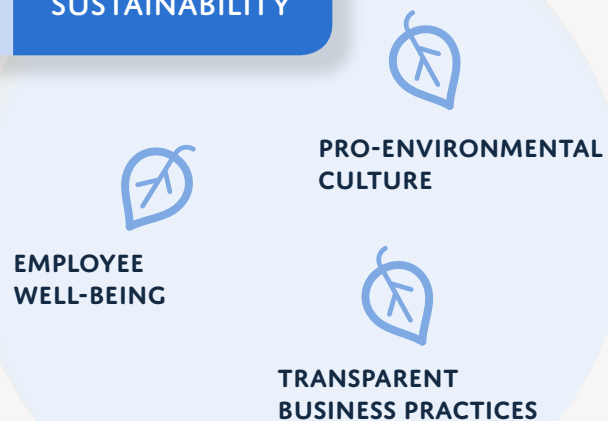 SUSTAINABILITY
PRO-ENVIRONMENTAL
CULTURE
EMPLOYEE
WELL-BEING
TRANSPARENT
BUSINESS PRACTICES